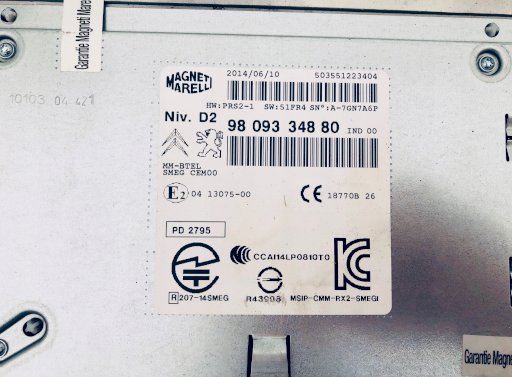 Garantie Magneti Mare
10103 04 421
MAGNETI
MARELLI
2014/06/10 503551223404
HW:PRS2-1 SW:51FR4 SN°:A-7GN7A6P
Niv. D2
98 093 348 80 IND 00
MM-BTEL
SMEG CEM00
E2 04 13075-00
CE 18770B 26
PD 2795
CCAI14LP0810T0
R 207-14SMEG
R43998
MSIP-CMM-RX2-SMEGI
Garantie Magne